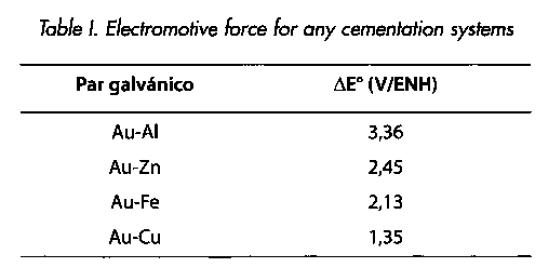 Table I. Electromotive force for any cementation systems
Par galvánico ΔE° (V/ENH)
Au-Al 3,36
Au-Zn 2,45
Au-Fe 2,13
Au-Cu 1,35